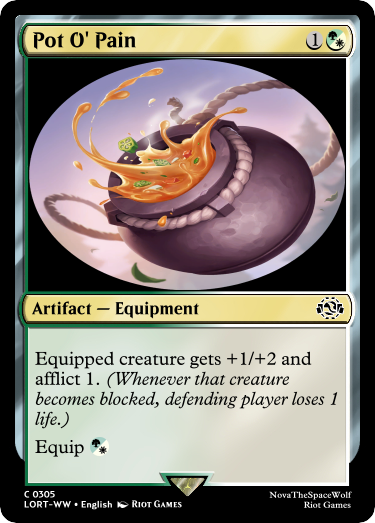 Pot O' Pain 1
Artifact — Equipment
Equipped creature gets +1/+2 and
afflict 1. (Whenever that creature
becomes blocked, defending player loses 1
life.)
Equip
C 0305
LORT-WW • English Riot Games
NovaTheSpaceWolf
Riot Games